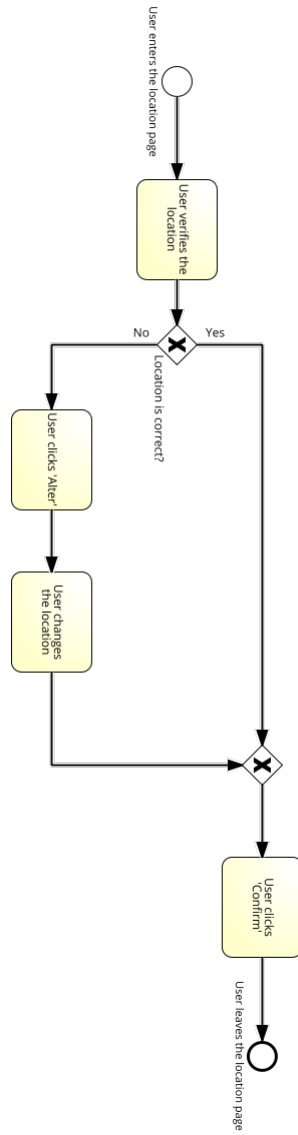 User enters the location page
User verifies the
location
Yes
No
Location is correct?
User clicks 'Alter'
User changes
the location
User clicks
'Confirm'
User leaves the location page